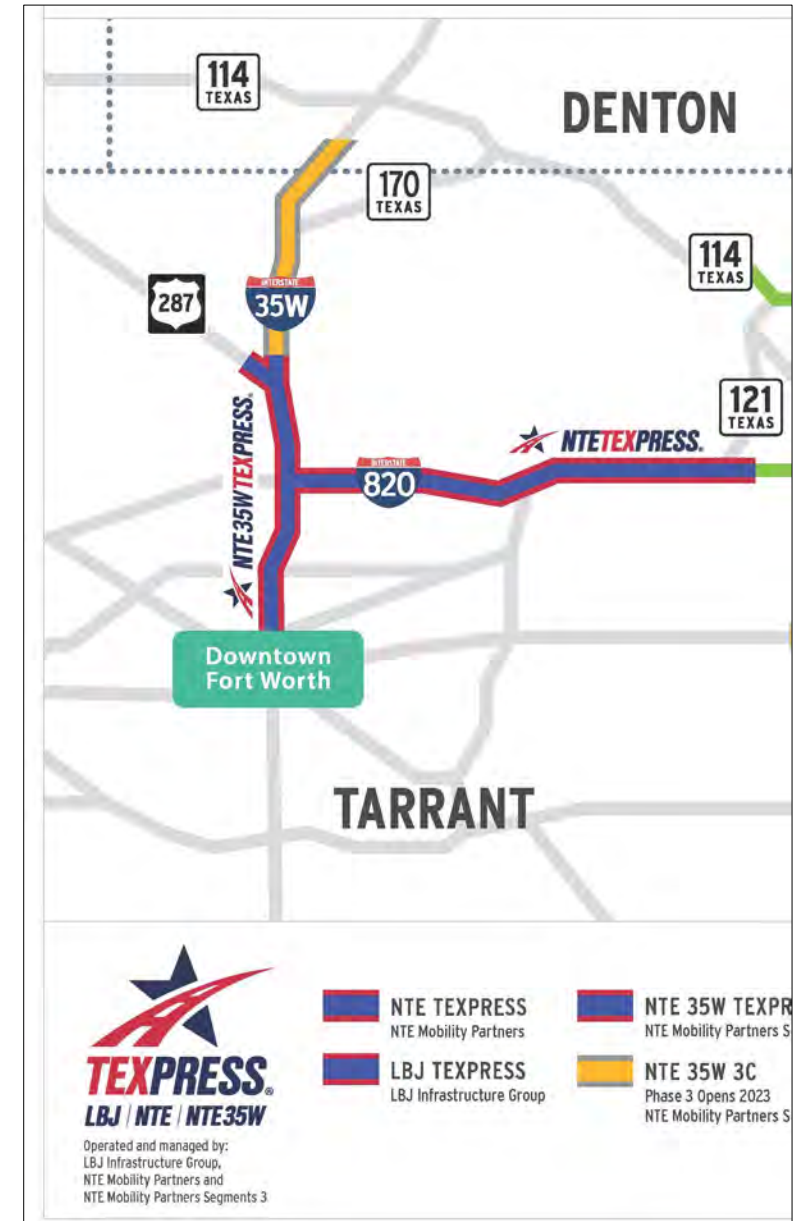 114
TEXAS
DENTON
170
TEXAS
114
TEXAS
287
INTERSTATE
35W
121
TEXAS
NTETEXPRESS®
INTERSTATE
820
NTE35WTEXPRESS®
Downtown
Fort Worth
TARRANT
TEXPRESS®
LBJ / NTE / NTE35W
Operated and managed by:
LBJ Infrastructure Group,
NTE Mobility Partners and
NTE Mobility Partners Segments 3
NTE TEXPRESS
NTE Mobility Partners
LBJ TEXPRESS
LBJ Infrastructure Group
NTE 35W TEXPR
NTE Mobility Partners S
NTE 35W 3C
Phase 3 Opens 2023
NTE Mobility Partners S